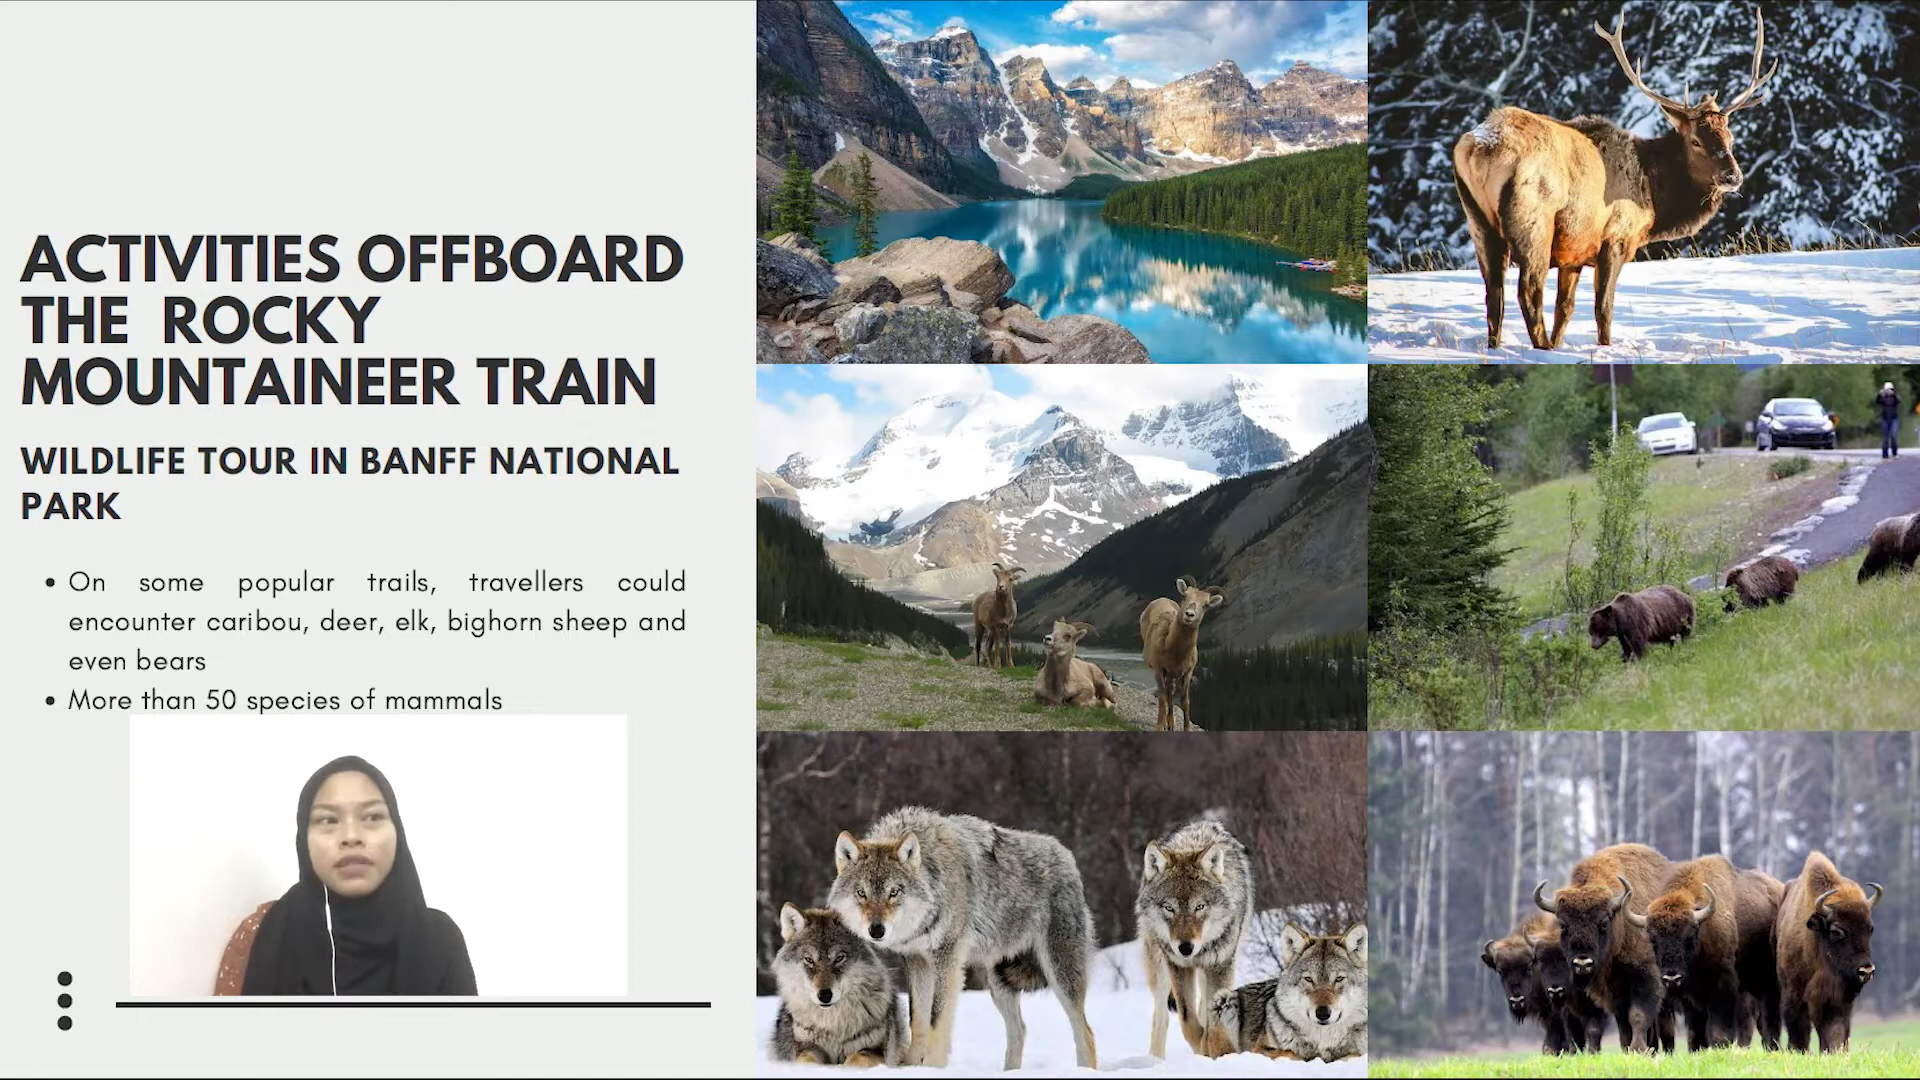 ACTIVITIES OFFBOARD
THE ROCKY
MOUNTAINEER TRAIN
WILDLIFE TOUR IN BANFF NATIONAL
PARK
• On some popular trails, travellers could
encounter caribou, deer, elk, bighorn sheep and
even bears
• More than 50 species of mammals